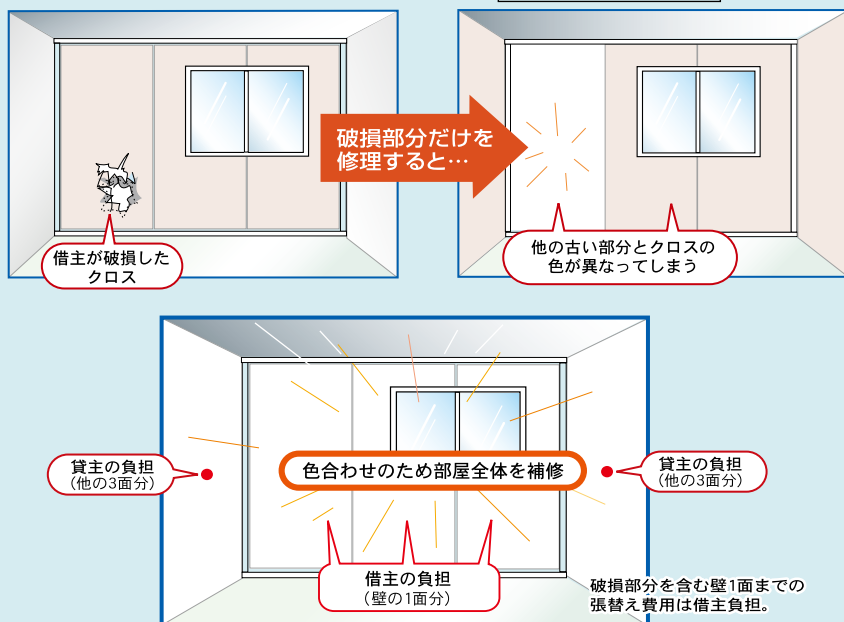 破損部分だけを
修理すると…
借主が破損した
クロス
他の古い部分とクロスの
色が異なってしまう
色合わせのため部屋全体を補修
貸主の負担
（他の3面分）
貸主の負担
（他の3面分）
借主の負担
（壁の1面分）
破損部分を含む壁1面までの
張替え費用は借主負担。